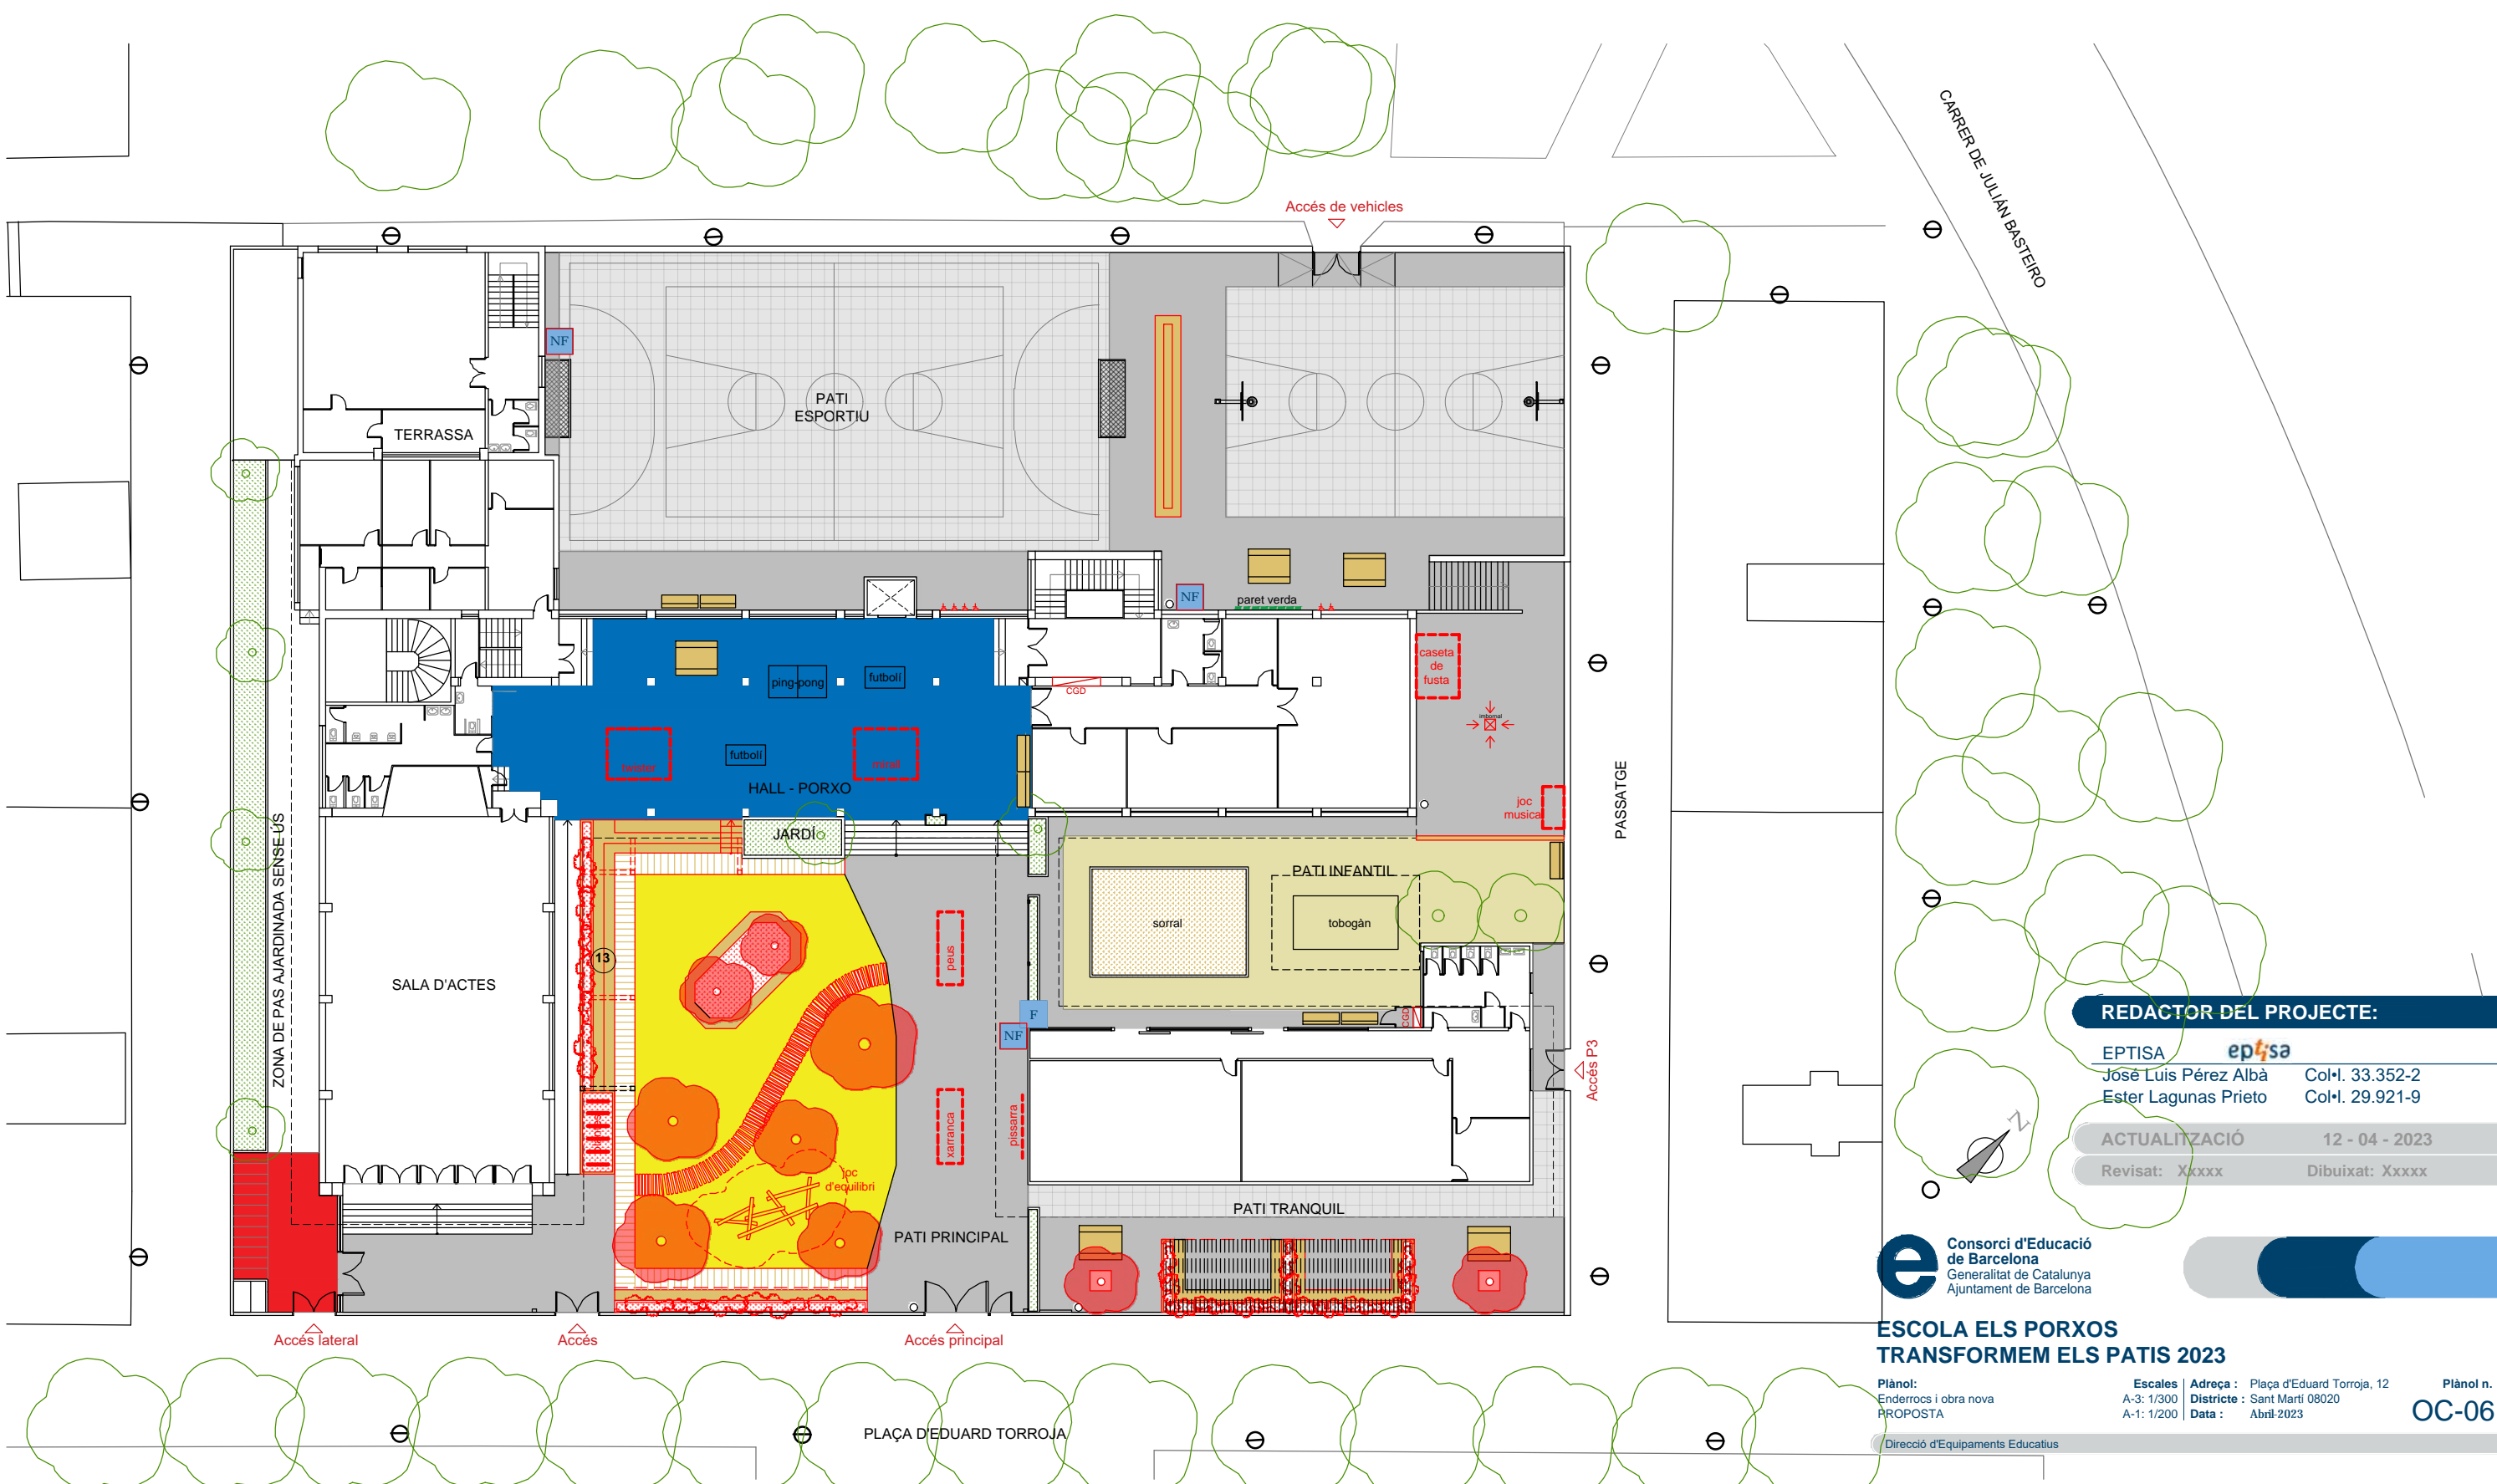 CARRER DE JULIÁN BASTEIRO
Accés de vehicles
NF
PATI
ESPORTIU
TERRASSA
NF
paret verda
caseta
de
fusta
ping-pong
futbolí
CGD
imbornal
futbolí
mirall
HALL - PORXO
PASSATGE
joc
musical
JARDÍ
ZONA DE PAS AJARDINADA SENSE ÚS
PATI INFANTIL
sorral
tobogàn
13
peus
SALA D'ACTES
F
NF
CGD
Accés P3
xarranca
pissarra
joc
d'equilibri
PATI TRANQUIL
PATI PRINCIPAL
Accés lateral
Accés
Accés principal
PLAÇA D'EDUARD TORROJA
REDACTOR DEL PROJECTE:
EPTISA
eptisa
José Luis Pérez Albà Col•l. 33.352-2
Ester Lagunas Prieto Col•l. 29.921-9
N
ACTUALITZACIÓ 12 - 04 - 2023
Revisat: Xxxxx Dibuixat: Xxxxx
e
Consorci d'Educació
de Barcelona
Generalitat de Catalunya
Ajuntament de Barcelona
ESCOLA ELS PORXOS
TRANSFORMEM ELS PATIS 2023
Plànol:
Enderrocs i obra nova
PROPOSTA
Escales
A-3: 1/300
A-1: 1/200
Adreça : Plaça d'Eduard Torroja, 12
Districte : Sant Martí 08020
Data : Abril-2023
Plànol n.
OC-06
Direcció d'Equipaments Educatius